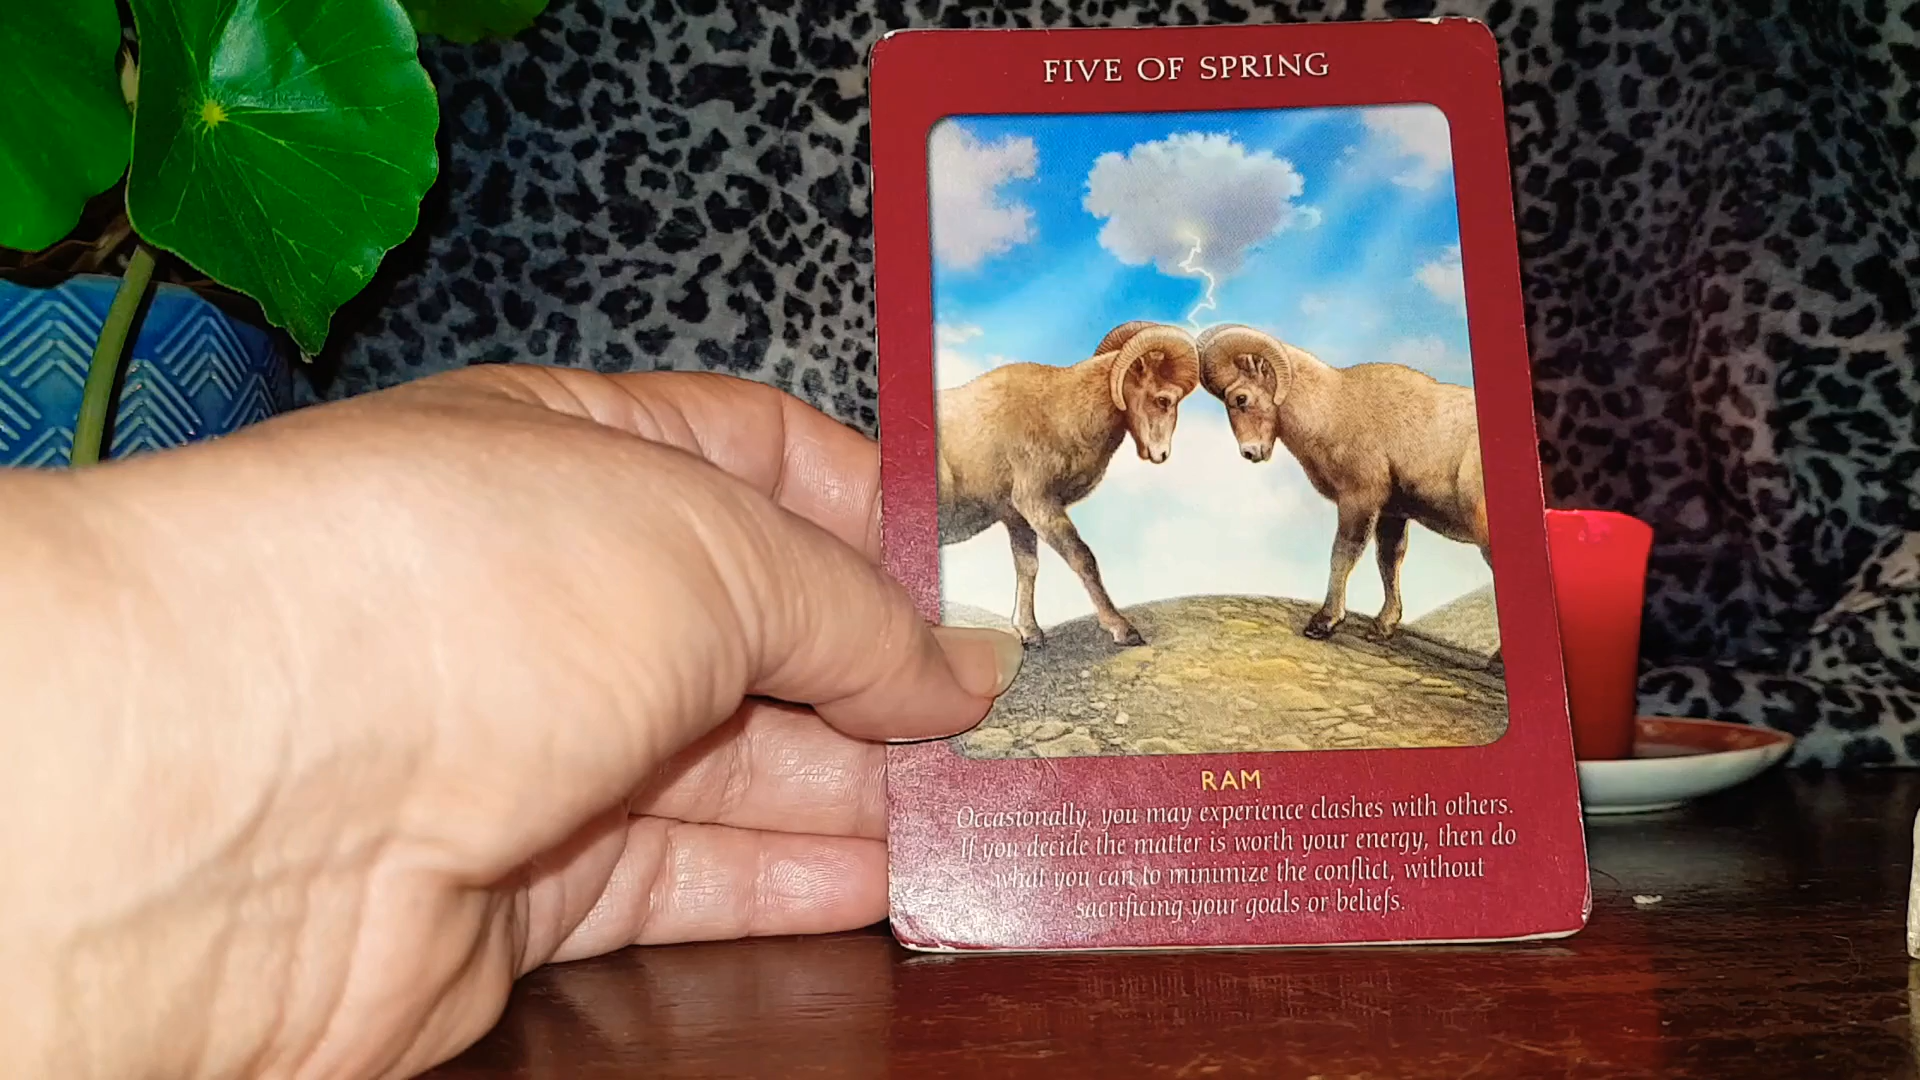 FIVE OF SPRING
RAM
Occasionally, you may experience clashes with others.
If you decide the matter is worth your energy, then do
what you can to minimize the conflict, without
sacrificing your goals or beliefs.